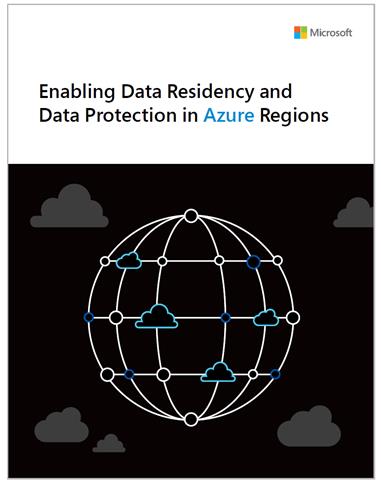 Microsoft
Enabling Data Residency and
Data Protection in Azure Regions